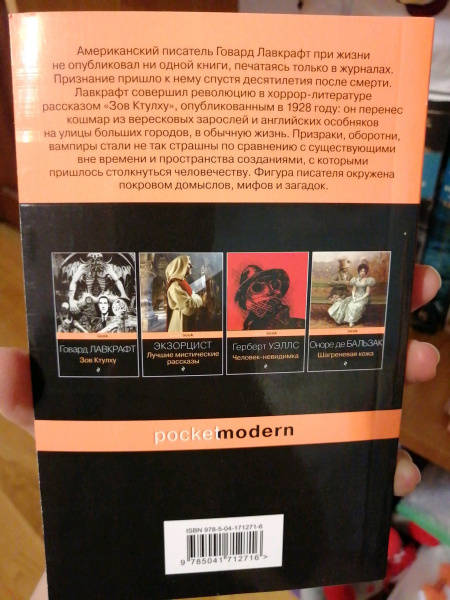 Американский писатель Говард Лавкрафт при жизни
не опубликовал ни одной книги, печатаясь только в журналах.
Признание пришло к нему спустя десятилетия после смерти.
Лавкрафт совершил революцию в хоррор-литературе
рассказом «Зов Ктулху», опубликованным в 1928 году: он перенес
кошмар из вересковых зарослей и английских особняков
на улицы больших городов, в обычную жизнь. Призраки, оборотни,
вампиры стали не так страшны по сравнению с существующими
вне времени и пространства созданиями, с которыми
пришлось столкнуться человечеству. Фигура писателя окружена
покровом домыслов, мифов и загадок.
Говард ЛАВКРАФТ
Зов Ктулху
ЭКЗОРЦИСТ
Лучшие мистические
рассказы
Герберт УЭЛЛС
Человек-невидимка
Оноре де БАЛЬЗАК
Шагреневая кожа
pocketmodern
ISBN 978-5-04-171271-6
9 785041 712716 >